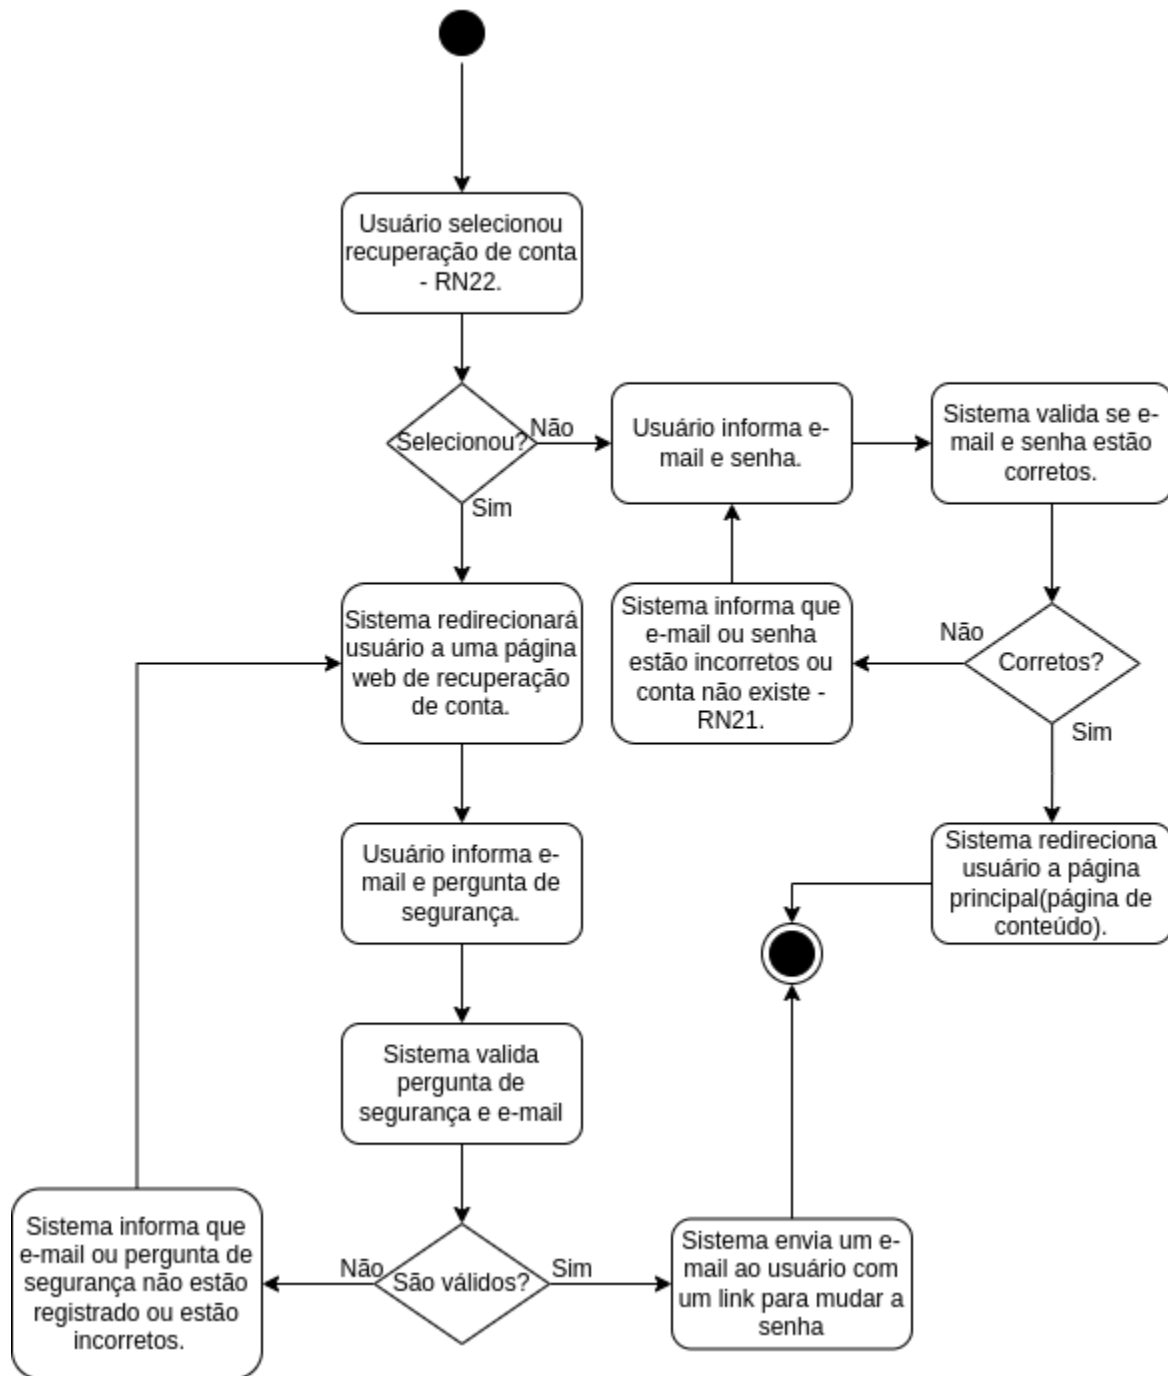 Usuário selecionou
recuperação de conta
- RN22.
Selecionou?
Não
Sim
Usuário informa e-
mail e senha.
Sistema valida se e-
mail e senha estão
corretos.
Sistema informa que
e-mail ou senha
estão incorretos ou
conta não existe -
RN21.
Não
Corretos?
Sim
Sistema redirecionará
usuário a uma página
web de recuperação
de conta.
Usuário informa e-
mail e pergunta de
segurança.
Sistema redireciona
usuário a página
principal(página de
conteúdo).
Sistema valida
pergunta de
segurança e e-mail
Sistema informa que
e-mail ou pergunta de
segurança não estão
registrado ou estão
incorretos.
Não
São válidos?
Sim
Sistema envia um e-
mail ao usuário com
um link para mudar a
senha